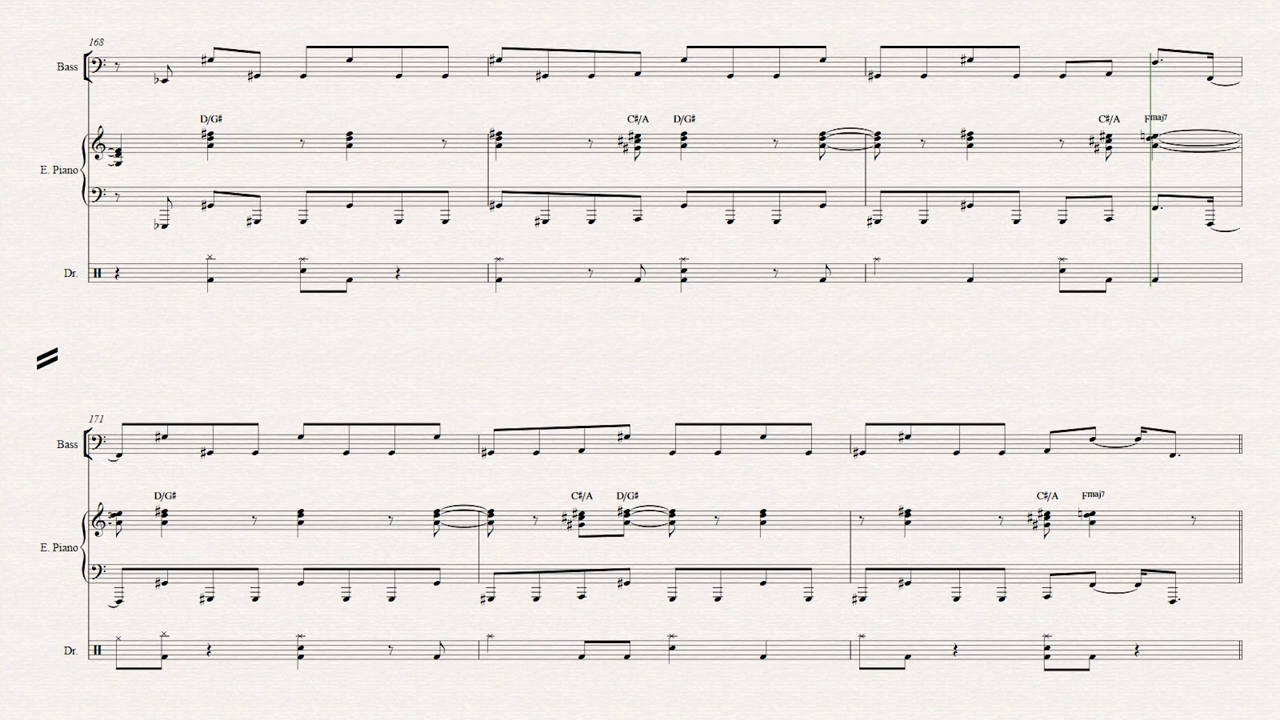 168
Bass
D/G# C#/A D/G# C#/A Fmaj7
E. Piano
Dr.
171
Bass
D/G# C#/A D/G# C#/A Fmaj7
E. Piano
Dr.